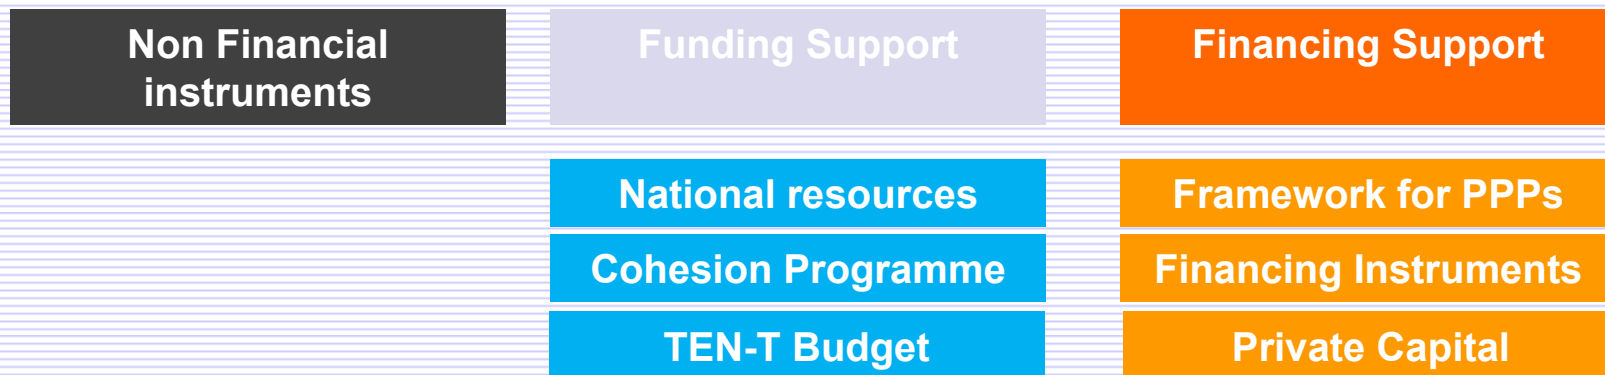 Non Financial
instruments
Funding Support
Financing Support
National resources
Framework for PPPs
Cohesion Programme
Financing Instruments
TEN-T Budget
Private Capital